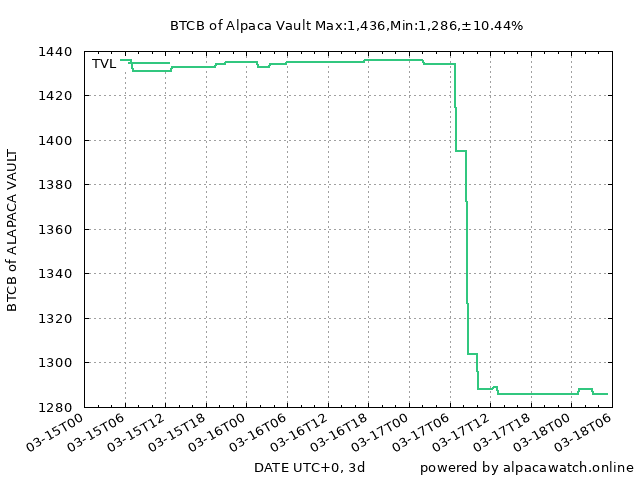 BTCB of Alpaca Vault Max:1,436,Min:1,286,±10.44%
1440
1420
1400
1380
1360
1340
1320
1300
1280
BTCB of ALAPACA VAULT
TVL
03-15T00
03-15T06
03-15T12
03-15T18
03-16T00
03-16T06
03-16T12
03-16T18
03-17T00
03-17T06
03-17T12
03-17T18
03-18T00
03-18T06
DATE UTC+0, 3d
powered by alpacawatch.online